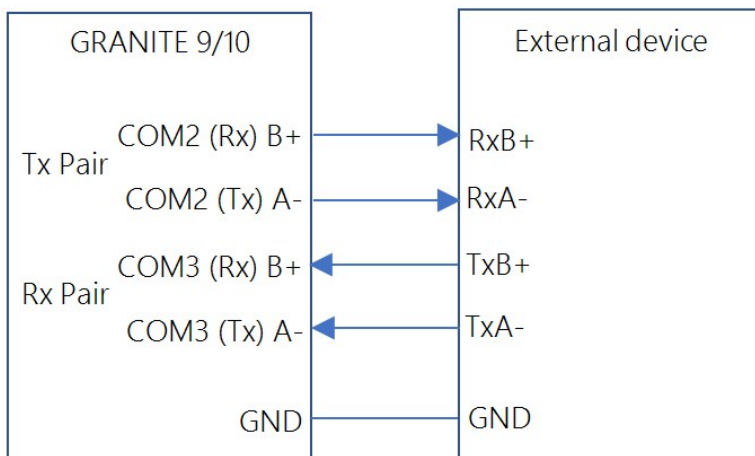 GRANITE 9/10
External device
Tx Pair
COM2 (Rx) B+
RxB+
COM2 (Tx) A-
RxA-
Rx Pair
COM3 (Rx) B+
TxB+
COM3 (Tx) A-
TxA-
GND
GND